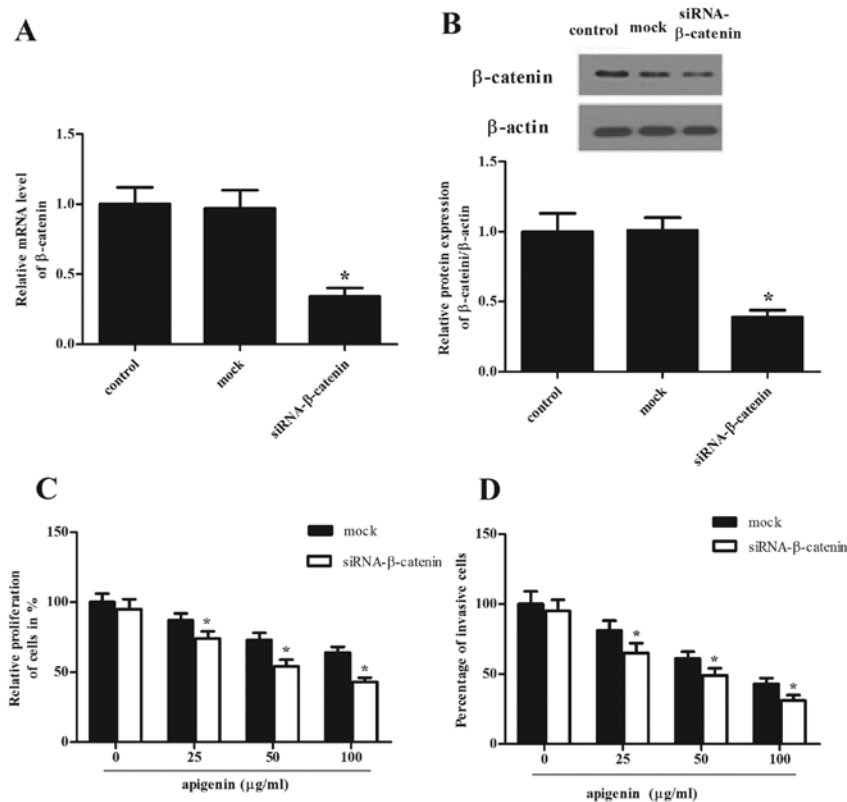 A
Relative mRNA level
of β-catenin
1.5
1.0
0.5
0.0
*
control
mock
siRNA-β-catenin
B
control mock siRNA-
β-catenin
β-catenin
β-actin
Relative protein expression
of β-cateini/β-actin
1.5
1.0
0.5
0.0
*
control
mock
siRNA-β-catenin
C
mock
siRNA-β-catenin
Relative proliferation
of cells in %
150
100
50
0
*
*
*
0 25 50 100
apigenin (μg/ml)
D
mock
siRNA-β-catenin
Percentage of invasive cells
150
100
50
0
*
*
*
0 25 50 100
apigenin (μg/ml)